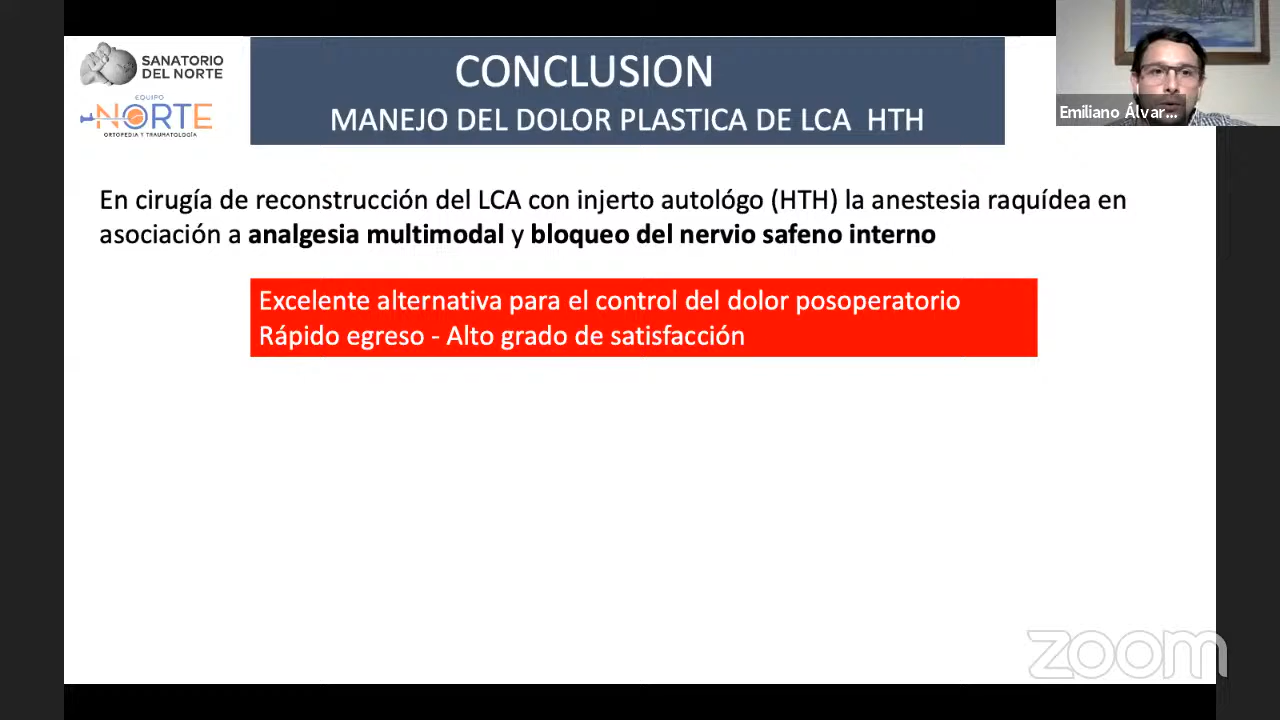 SANATORIO
DEL NORTE
EQUIPO
NORTE
ORTOPEDIA Y TRAUMATOLOGÍA
CONCLUSION
MANEJO DEL DOLOR PLASTICA DE LCA HTH
Emiliano Álvar...
En cirugía de reconstrucción del LCA con injerto autológo (HTH) la anestesia raquídea en
asociación a analgesia multimodal y bloqueo del nervio safeno interno
Excelente alternativa para el control del dolor posoperatorio
Rápido egreso - Alto grado de satisfacción
zoom